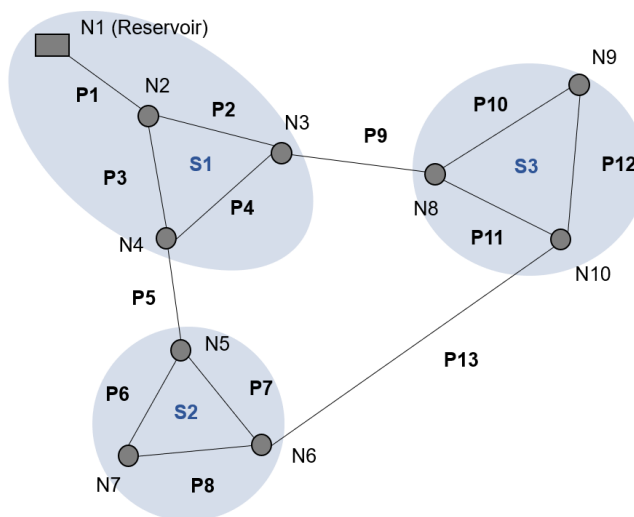 N1 (Reservoir)
N9
N2
P1
P2
P10
N3
P9
P3
S1
S3
P12
P4
N8
P11
N4
N10
P5
N5
P13
P6
P7
S2
N6
N7
P8